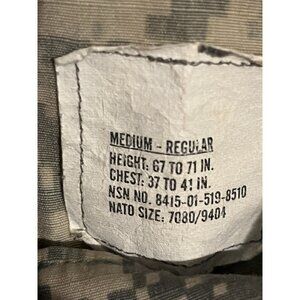 MEDIUM - REGULAR
HEIGHT: 67 TO 71 IN.
CHEST: 37 TO 41 IN.
NSN NO. 8415-01-519-8510
NATO SIZE: 7080/9404